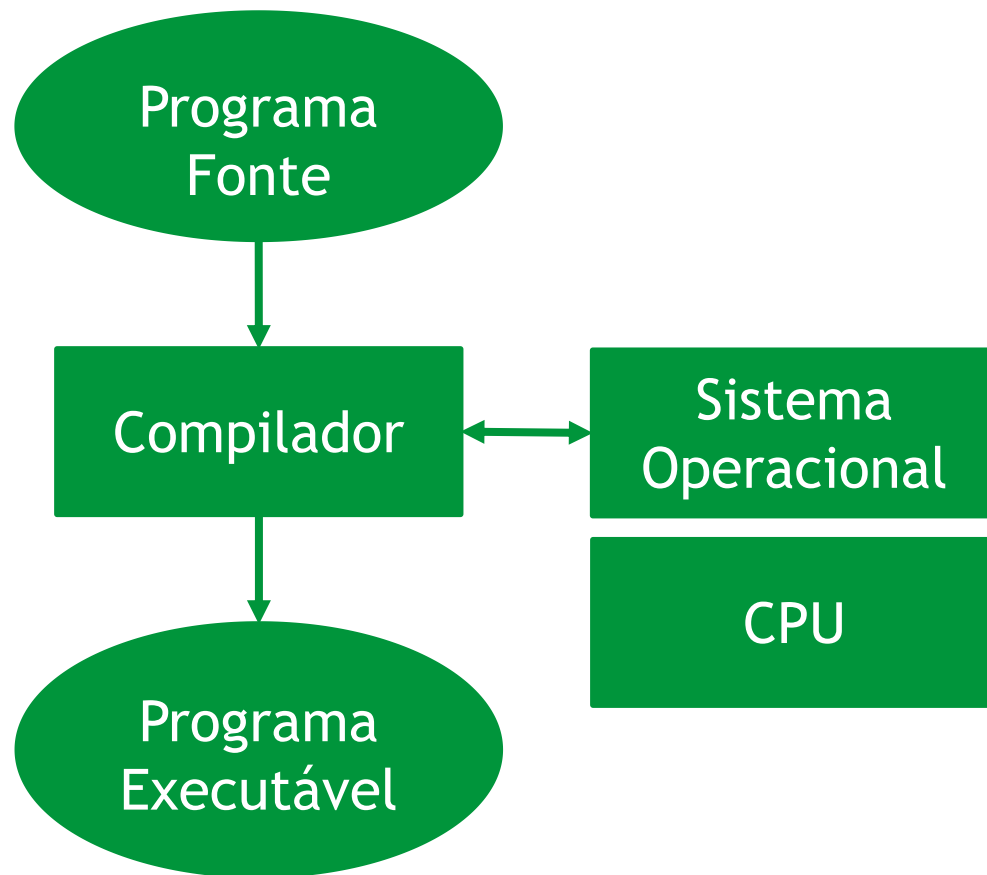 Programa
Fonte
Compilador
Sistema
Operacional
CPU
Programa
Executável